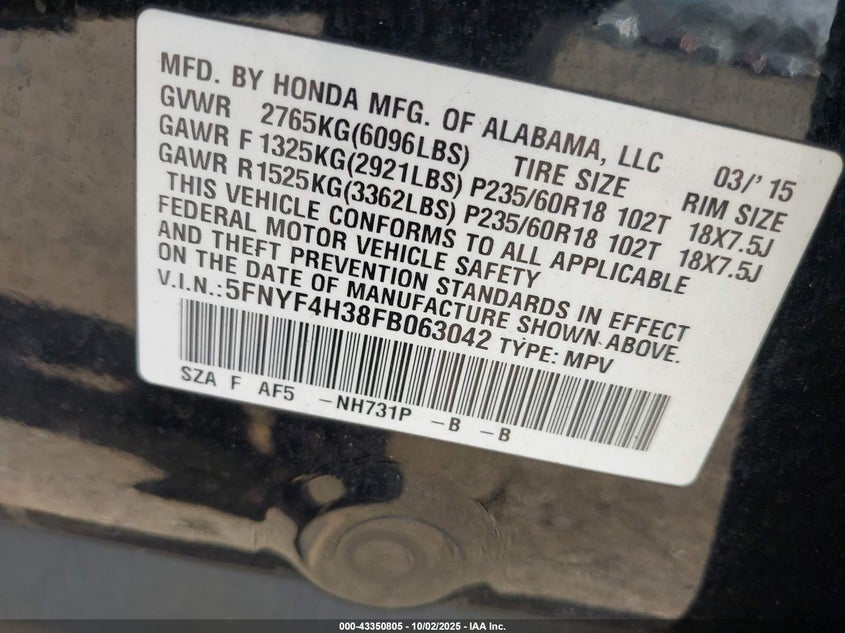 MFD. BY HONDA MFG. OF ALABAMA, LLC 03/' 15
GVWR 2765KG(6096LBS) TIRE SIZE RIM SIZE
GAWR F 1325KG(2921LBS) P235/60R18 102T 18X7.5J
GAWR R 1525KG(3362LBS) P235/60R18 102T 18X7.5J
THIS VEHICLE CONFORMS TO ALL APPLICABLE
FEDERAL MOTOR VEHICLE SAFETY
AND THEFT PREVENTION STANDARDS IN EFFECT
ON THE DATE OF MANUFACTURE SHOWN ABOVE.
V.I.N.:5FNYF4H38FB063042 TYPE: MPV
SZA F AF5 -NH731P -B -B
000-43350805 - 10/02/2025 - IAA Inc.